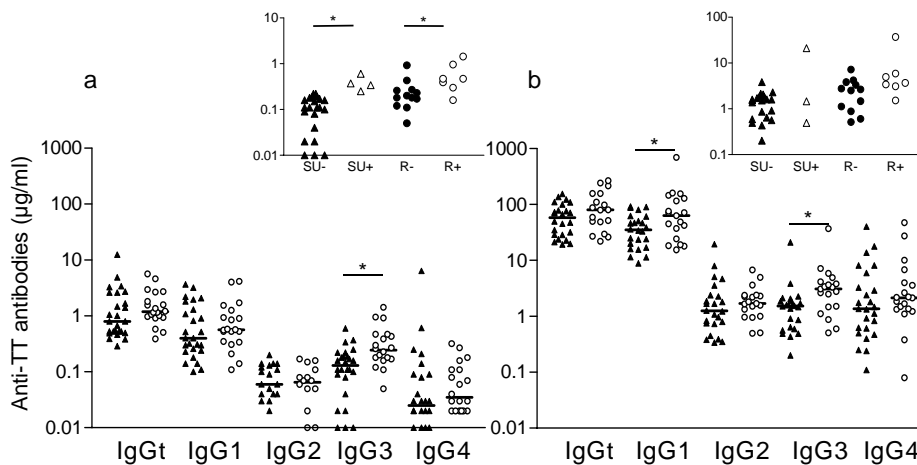 a
1
*
*
0.1
0.01
SU-
SU+
R-
R+
b
100
10
1
0.1
SU-
SU+
R-
R+
Anti-TT antibodies (µg/ml)
1000
100
10
1
0.1
0.01
*
IgGt
IgG1
IgG2
IgG3
IgG4
1000
100
10
1
0.1
0.01
*
*
IgGt
IgG1
IgG2
IgG3
IgG4